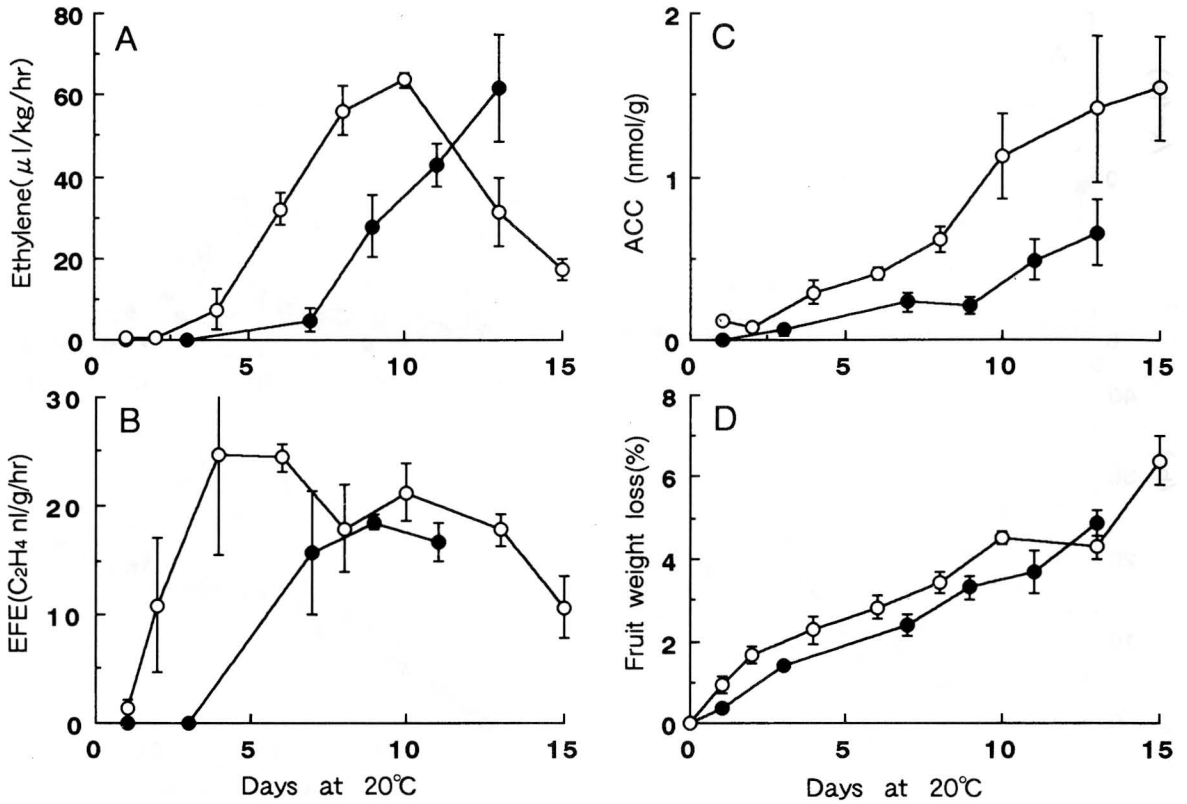 A
Ethylene(μl/kg/hr)
80
60
40
20
0
0 5 10 15
C
ACC (nmol/g)
2
1
0
0 5 10 15
B
EFE(C₂H₄ nl/g/hr)
30
20
10
0
0 5 10 15
Days at 20℃
D
Fruit weight loss(%)
8
6
4
2
0
0 5 10 15
Days at 20℃